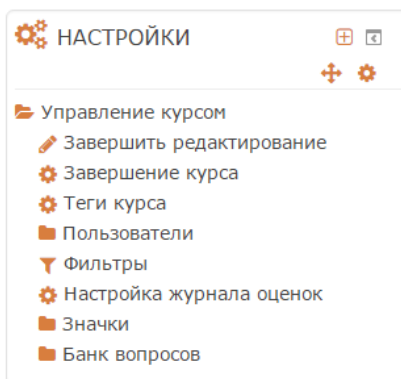 НАСТРОЙКИ
Управление курсом
Завершить редактирование
Завершение курса
Теги курса
Пользователи
Фильтры
Настройка журнала оценок
Значки
Банк вопросов